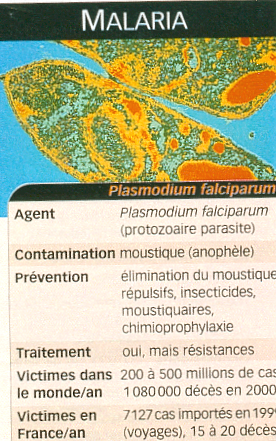 MALARIA
Plasmodium falciparum
Agent Plasmodium falciparum
(protozoaire parasite)
Contamination moustique (anophèle)
Prévention élimination du moustique
répulsifs, insecticides,
moustiquaires,
chimioprophylaxie
Traitement oui, mais résistances
Victimes dans 200 à 500 millions de cas
le monde/an 1 080 000 décès en 2000
Victimes en 7127 cas importés en 199
France/an (voyages), 15 à 20 décès